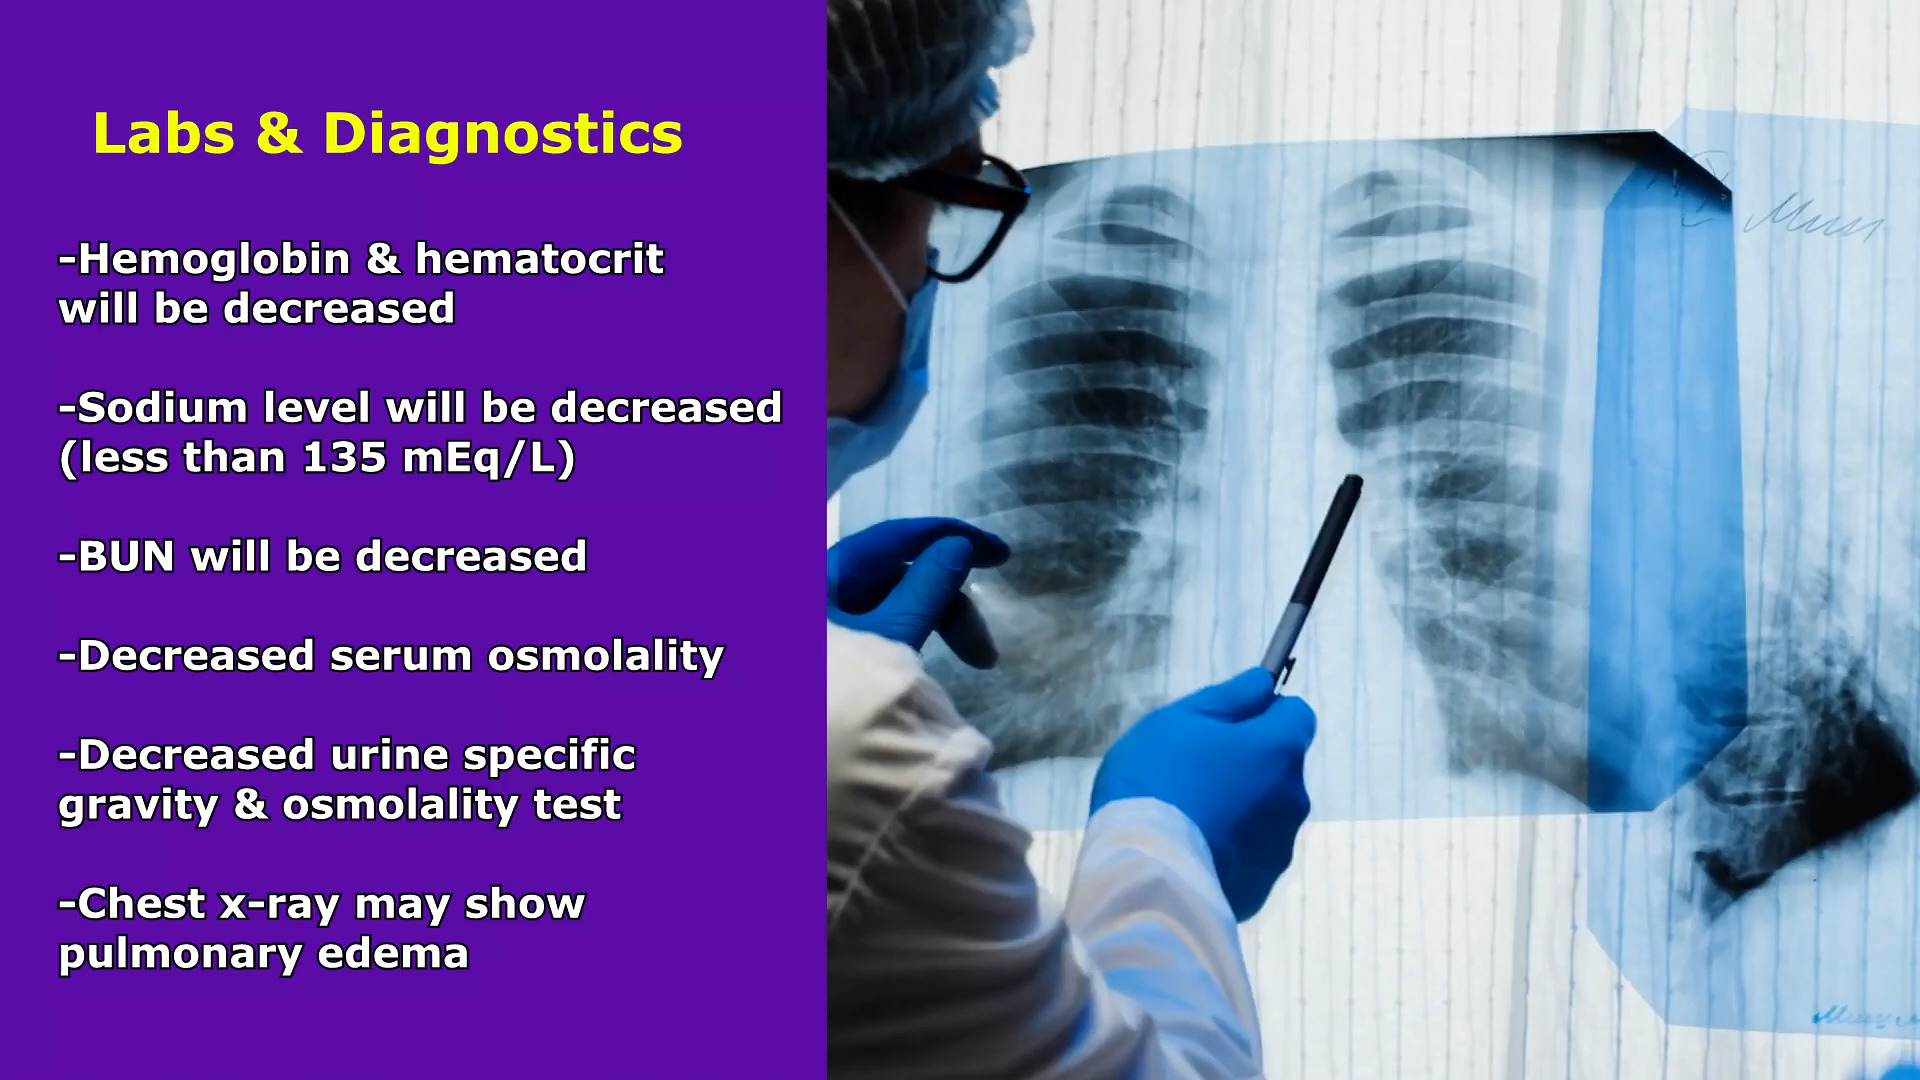 Labs & Diagnostics
-Hemoglobin & hematocrit
will be decreased
-Sodium level will be decreased
(less than 135 mEq/L)
-BUN will be decreased
-Decreased serum osmolality
-Decreased urine specific
gravity & osmolality test
-Chest x-ray may show
pulmonary edema